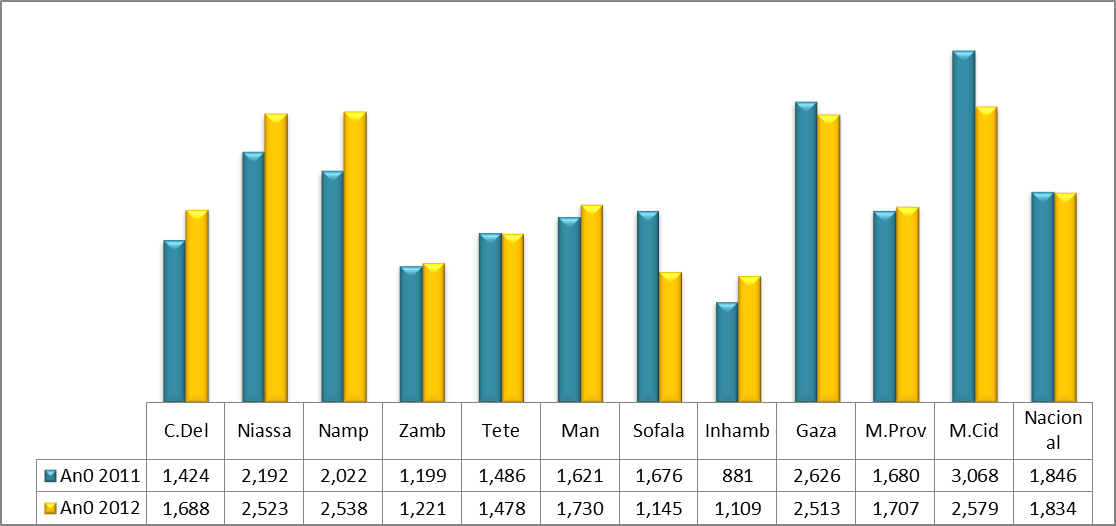 C.Del Niassa Namp Zamb Tete Man Sofala Inhamb Gaza M.Prov M.Cid Nacion
al
An0 2011 1,424 2,192 2,022 1,199 1,486 1,621 1,676 881 2,626 1,680 3,068 1,846
An0 2012 1,688 2,523 2,538 1,221 1,478 1,730 1,145 1,109 2,513 1,707 2,579 1,834